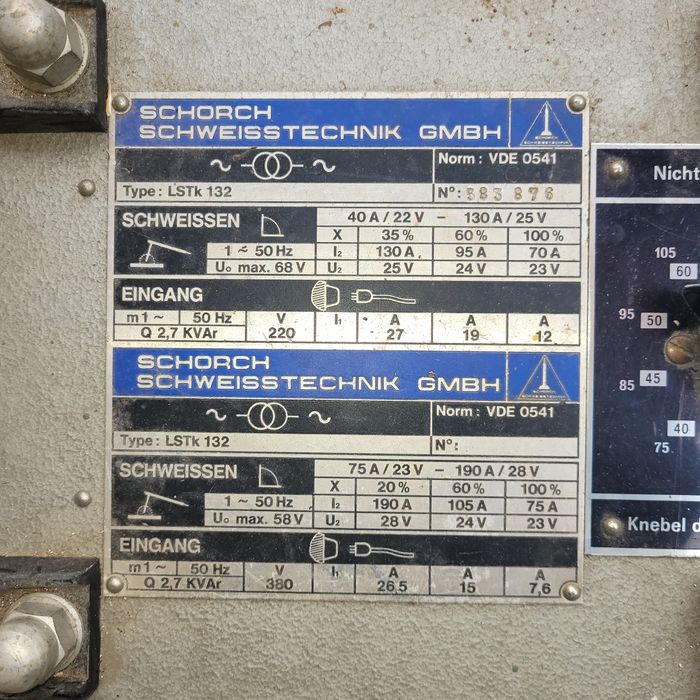 SCHORCH
SCHWEISSTECHNIK GMBH
SCHORCH
Norm: VDE 0541
Type: LSTk 132
N°: 383 876
SCHWEISSEN
40 A / 22 V – 130 A / 25 V
X 35 % 60 % 100 %
1 ~ 50 Hz I₂ 130 A 95 A 70 A
U₀ max. 68 V U₂ 25 V 24 V 23 V
EINGANG
m 1 ~ 50 Hz V I₁ A A A
Q 2,7 KVAr 220 27 19 12
SCHORCH
SCHWEISSTECHNIK GMBH
Norm: VDE 0541
Type: LSTk 132
N°:
SCHWEISSEN
75 A / 23 V – 190 A / 28 V
X 20 % 60 % 100 %
1 ~ 50 Hz I₂ 190 A 105 A 75 A
U₀ max. 58 V U₂ 28 V 24 V 23 V
EINGANG
m 1 ~ 50 Hz V I₁ A A A
Q 2,7 KVAr 380 26,5 15 7,6
Nicht
105
60
95 50
85 45
40
75
Knebel d